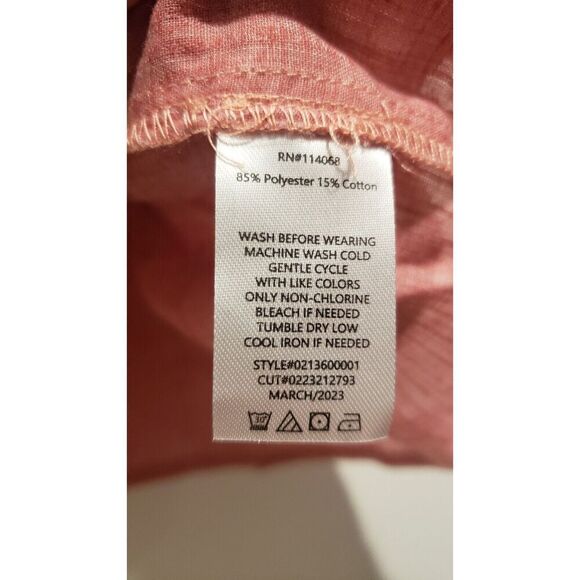 RN#114068
85% Polyester 15% Cotton
WASH BEFORE WEARING
MACHINE WASH COLD
GENTLE CYCLE
WITH LIKE COLORS
ONLY NON-CHLORINE
BLEACH IF NEEDED
TUMBLE DRY LOW
COOL IRON IF NEEDED
STYLE#0213600001
CUT#0223212793
MARCH/2023
30